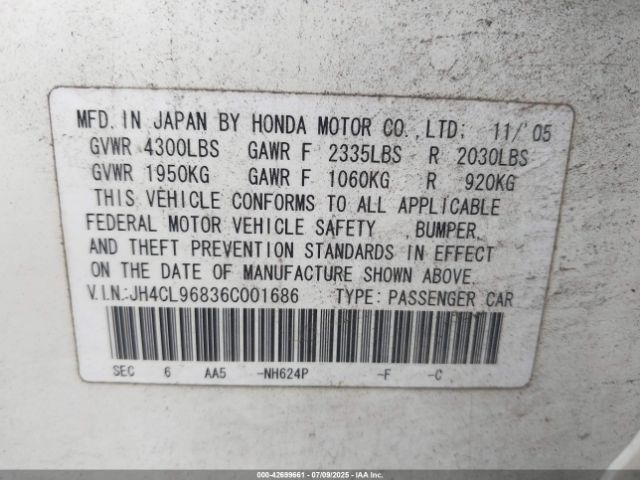 MFD. IN JAPAN BY HONDA MOTOR CO., LTD. 11/'05
GVWR 4300LBS GAWR F 2335LBS R 2030LBS
GVWR 1950KG GAWR F 1060KG R 920KG
THIS VEHICLE CONFORMS TO ALL APPLICABLE
FEDERAL MOTOR VEHICLE SAFETY , BUMPER,
AND THEFT PREVENTION STANDARDS IN EFFECT
ON THE DATE OF MANUFACTURE SHOWN ABOVE.
V.I.N.:JH4CL96836C001686 TYPE: PASSENGER CAR
SEC 6 AA5 -NH624P -F -C
000-42699661 | 07/09/2025 | IAA, Inc.